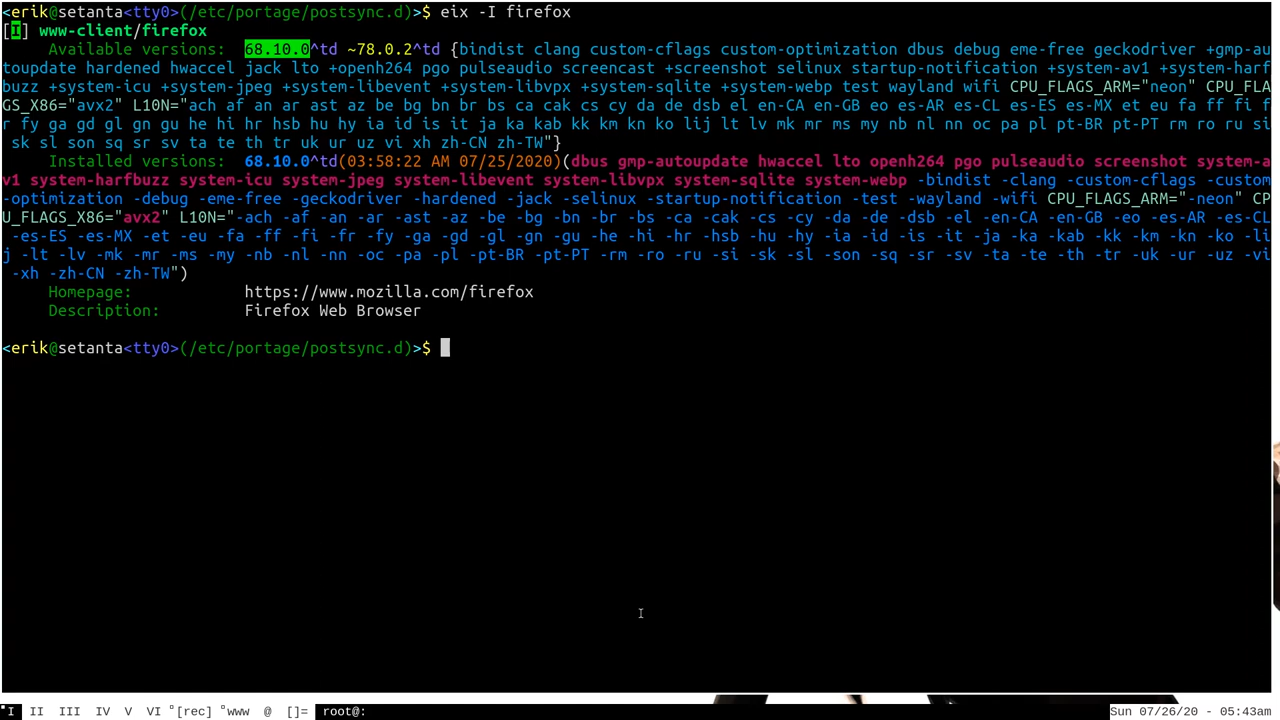 <erik@setanta<tty0>(/etc/portage/postsync.d)>$ eix -I firefox
[I] www-client/firefox
Available versions: 68.10.0^td ~78.0.2^td {bindist clang custom-cflags custom-optimization dbus debug eme-free geckodriver +gmp-au
toupdate hardened hwaccel jack lto +openh264 pgo pulseaudio screencast +screenshot selinux startup-notification +system-av1 +system-harf
buzz +system-icu +system-jpeg +system-libevent +system-libvpx +system-sqlite +system-webp test wayland wifi CPU_FLAGS_ARM="neon" CPU_FLA
GS_X86="avx2" L10N="ach af an ar ast az be bg bn br bs ca cak cs cy da de dsb el en-CA en-GB eo es-AR es-CL es-ES es-MX et eu fa ff fi f
r fy ga gd gl gn gu he hi hr hsb hu hy ia id is it ja ka kab kk km kn ko lij lt lv mk mr ms my nb nl nn oc pa pl pt-BR pt-PT rm ro ru si
sk sl son sq sr sv ta te th tr uk ur uz vi xh zh-CN zh-TW"}
Installed versions: 68.10.0^td(03:58:22 AM 07/25/2020)(dbus gmp-autoupdate hwaccel lto openh264 pgo pulseaudio screenshot system-a
v1 system-harfbuzz system-icu system-jpeg system-libevent system-libvpx system-sqlite system-webp -bindist -clang -custom-cflags -custom
-optimization -debug -eme-free -geckodriver -hardened -jack -selinux -startup-notification -test -wayland -wifi CPU_FLAGS_ARM="-neon" CP
U_FLAGS_X86="avx2" L10N="-ach -af -an -ar -ast -az -be -bg -bn -br -bs -ca -cak -cs -cy -da -de -dsb -el -en-CA -en-GB -eo -es-AR -es-CL
-es-ES -es-MX -et -eu -fa -ff -fi -fr -fy -ga -gd -gl -gn -gu -he -hi -hr -hsb -hu -hy -ia -id -is -it -ja -ka -kab -kk -km -kn -ko -li
j -lt -lv -mk -mr -ms -my -nb -nl -nn -oc -pa -pl -pt-BR -pt-PT -rm -ro -ru -si -sk -sl -son -sq -sr -sv -ta -te -th -tr -uk -ur -uz -vi
-xh -zh-CN -zh-TW")
Homepage: https://www.mozilla.com/firefox
Description: Firefox Web Browser
<erik@setanta<tty0>(/etc/portage/postsync.d)>$
I II III IV V VI [rec] www @ []= root@: Sun 07/26/20 - 05:43am